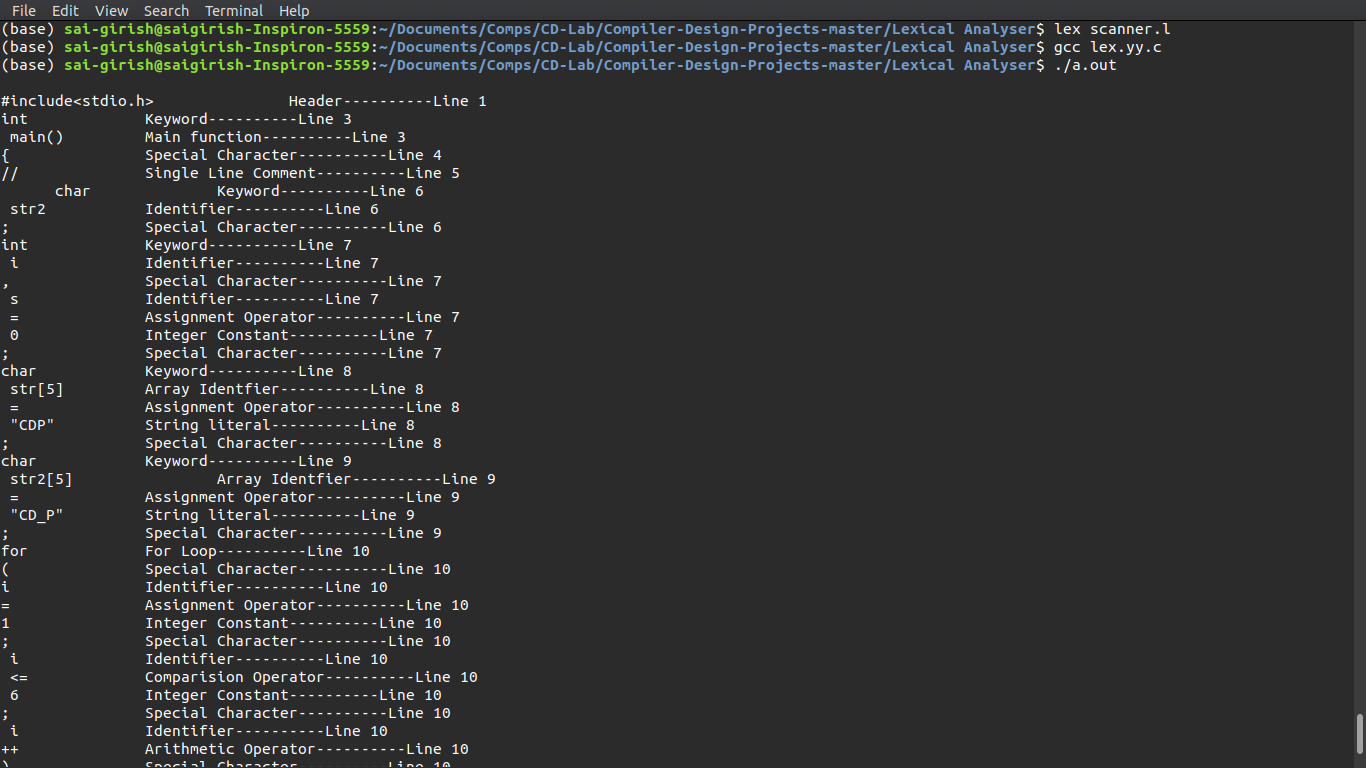 File Edit View Search Terminal Help
(base) sai-girish@saigirish-Inspiron-5559:~/Documents/Comps/CD-Lab/Compiler-Design-Projects-master/Lexical Analyser$ lex scanner.l
(base) sai-girish@saigirish-Inspiron-5559:~/Documents/Comps/CD-Lab/Compiler-Design-Projects-master/Lexical Analyser$ gcc lex.yy.c
(base) sai-girish@saigirish-Inspiron-5559:~/Documents/Comps/CD-Lab/Compiler-Design-Projects-master/Lexical Analyser$ ./a.out
#include<stdio.h> Header----------Line 1
int Keyword----------Line 3
main() Main function----------Line 3
{ Special Character----------Line 4
// Single Line Comment----------Line 5
char Keyword----------Line 6
str2 Identifier----------Line 6
; Special Character----------Line 6
int Keyword----------Line 7
i Identifier----------Line 7
, Special Character----------Line 7
s Identifier----------Line 7
= Assignment Operator----------Line 7
0 Integer Constant----------Line 7
; Special Character----------Line 7
char Keyword----------Line 8
str[5] Array Identfier----------Line 8
= Assignment Operator----------Line 8
"CDP" String literal----------Line 8
; Special Character----------Line 8
char Keyword----------Line 9
str2[5] Array Identfier----------Line 9
= Assignment Operator----------Line 9
"CD_P" String literal----------Line 9
; Special Character----------Line 9
for For Loop----------Line 10
( Special Character----------Line 10
i Identifier----------Line 10
= Assignment Operator----------Line 10
1 Integer Constant----------Line 10
; Special Character----------Line 10
i Identifier----------Line 10
<= Comparision Operator----------Line 10
6 Integer Constant----------Line 10
; Special Character----------Line 10
i Identifier----------Line 10
++ Arithmetic Operator----------Line 10
) Special Character----------Line 10